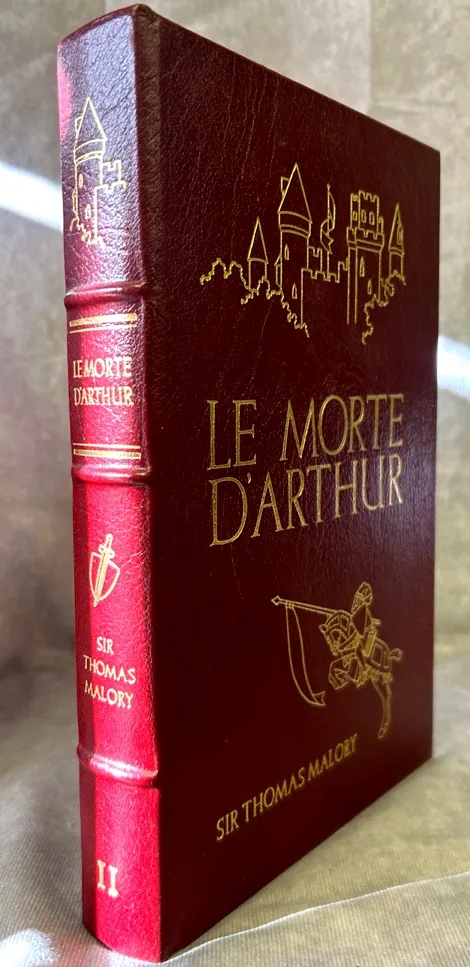 LE MORTE
D'ARTHUR
SIR
THOMAS
MALORY
II
LE MORTE
D'ARTHUR
SIR THOMAS MALORY